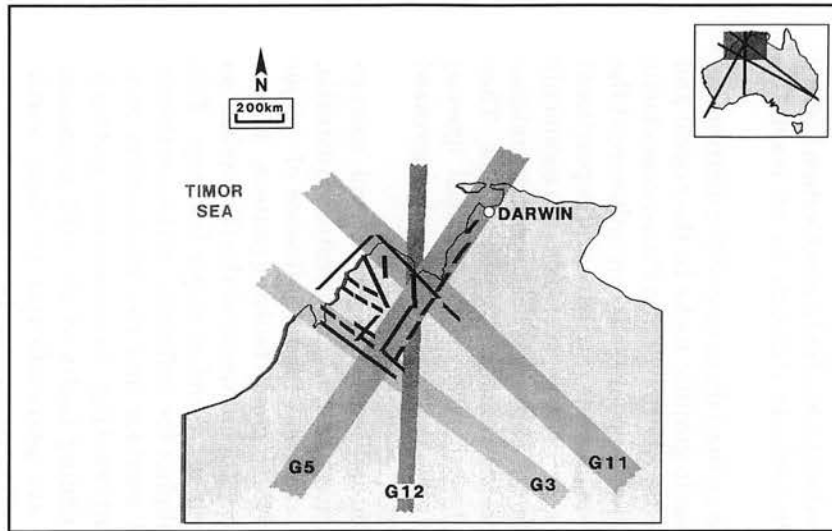 N
200km
TIMOR
SEA
DARWIN
G5
G12
G3
G11